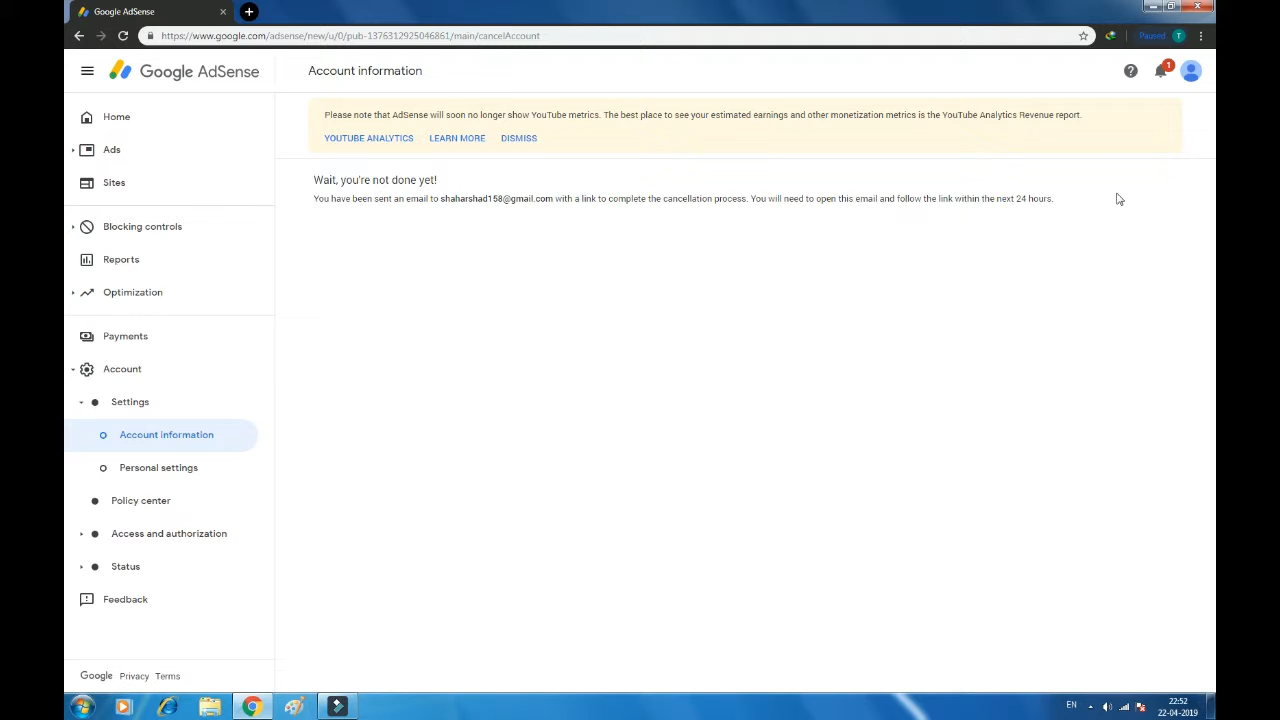 Google AdSense
https://www.google.com/adsense/new/u/0/pub-1376312925046861/main/cancelAccount
Paused
T
Google AdSense
Account information
1
Please note that AdSense will soon no longer show YouTube metrics. The best place to see your estimated earnings and other monetization metrics is the YouTube Analytics Revenue report.
YOUTUBE ANALYTICS LEARN MORE DISMISS
Wait, you're not done yet!
You have been sent an email to shaharshad158@gmail.com with a link to complete the cancellation process. You will need to open this email and follow the link within the next 24 hours.
Home
Ads
Sites
Blocking controls
Reports
Optimization
Payments
Account
Settings
Account information
Personal settings
Policy center
Access and authorization
Status
Feedback
Google Privacy Terms
EN
22:52
22-04-2019